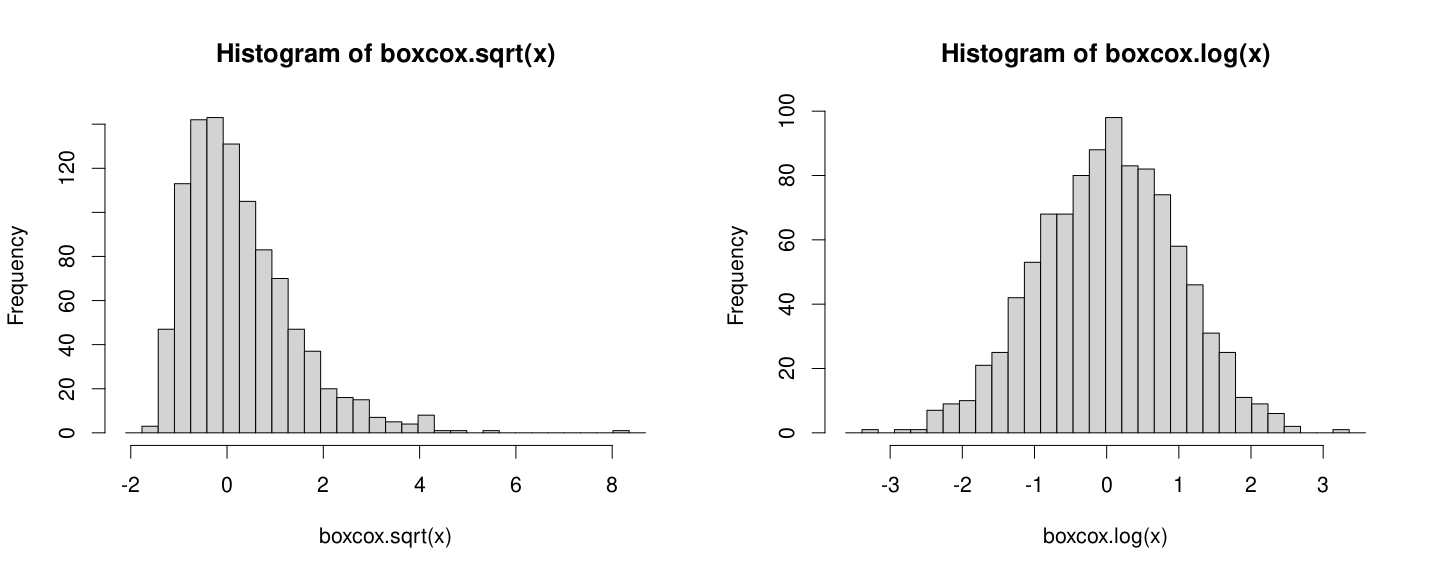 Histogram of boxcox.sqrt(x)
Frequency
0 20 40 60 80 120
-2 0 2 4 6 8
boxcox.sqrt(x)
Histogram of boxcox.log(x)
Frequency
0 20 40 60 80 100
-3 -2 -1 0 1 2 3
boxcox.log(x)